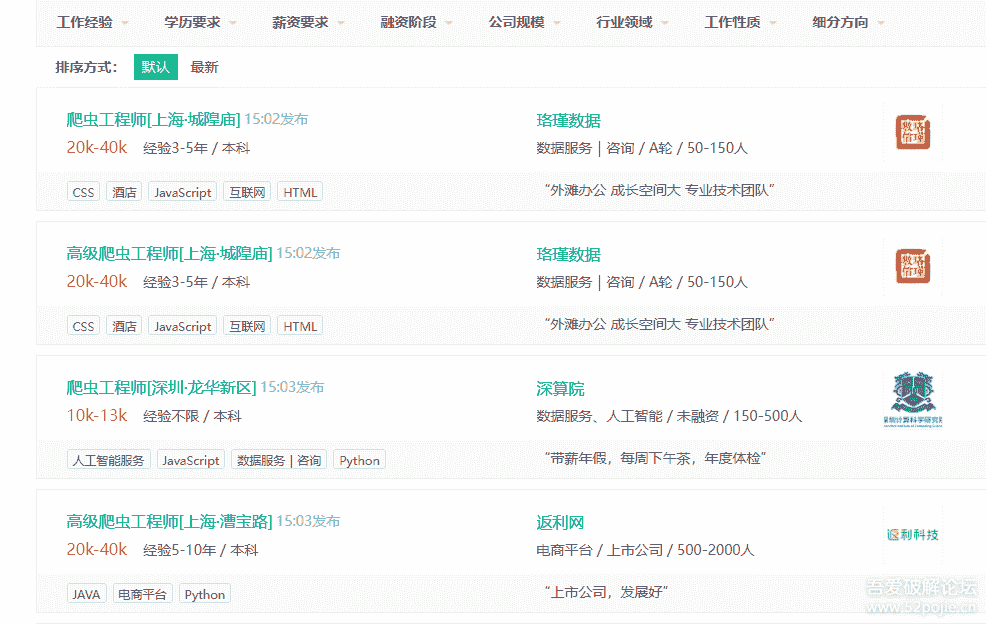 工作经验 学历要求 薪资要求 融资阶段 公司规模 行业领域 工作性质 细分方向
排序方式： 默认 最新
爬虫工程师[上海·城隍庙] 15:02发布 珞瑾数据
20k-40k 经验3-5年 / 本科 数据服务 | 咨询 / A轮 / 50-150人
CSS 酒店 JavaScript 互联网 HTML “外滩办公 成长空间大 专业技术团队”
高级爬虫工程师[上海·城隍庙] 15:02发布 珞瑾数据
20k-40k 经验3-5年 / 本科 数据服务 | 咨询 / A轮 / 50-150人
CSS 酒店 JavaScript 互联网 HTML “外滩办公 成长空间大 专业技术团队”
爬虫工程师[深圳·龙华新区] 15:03发布 深算院
10k-13k 经验不限 / 本科 数据服务、人工智能 / 未融资 / 150-500人
人工智能服务 JavaScript 数据服务 | 咨询 Python “带薪年假，每周下午茶，年度体检”
高级爬虫工程师[上海·漕宝路] 15:03发布 返利网
返利科技
20k-40k 经验5-10年 / 本科 电商平台 / 上市公司 / 500-2000人
JAVA 电商平台 Python “上市公司，发展好”
吾爱破解论坛
www.52pojie.cn